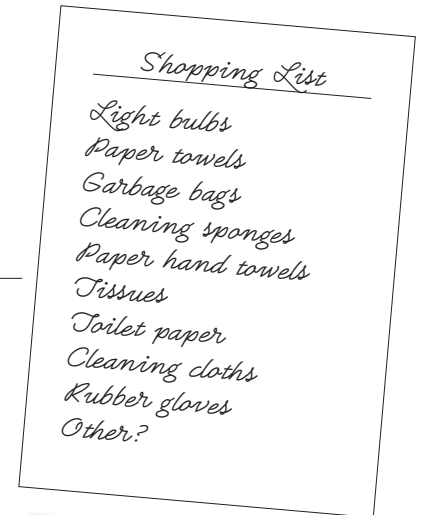 Shopping List
Light bulbs
Paper towels
Garbage bags
Cleaning sponges
Paper hand towels
Tissues
Toilet paper
Cleaning cloths
Rubber gloves
Other?